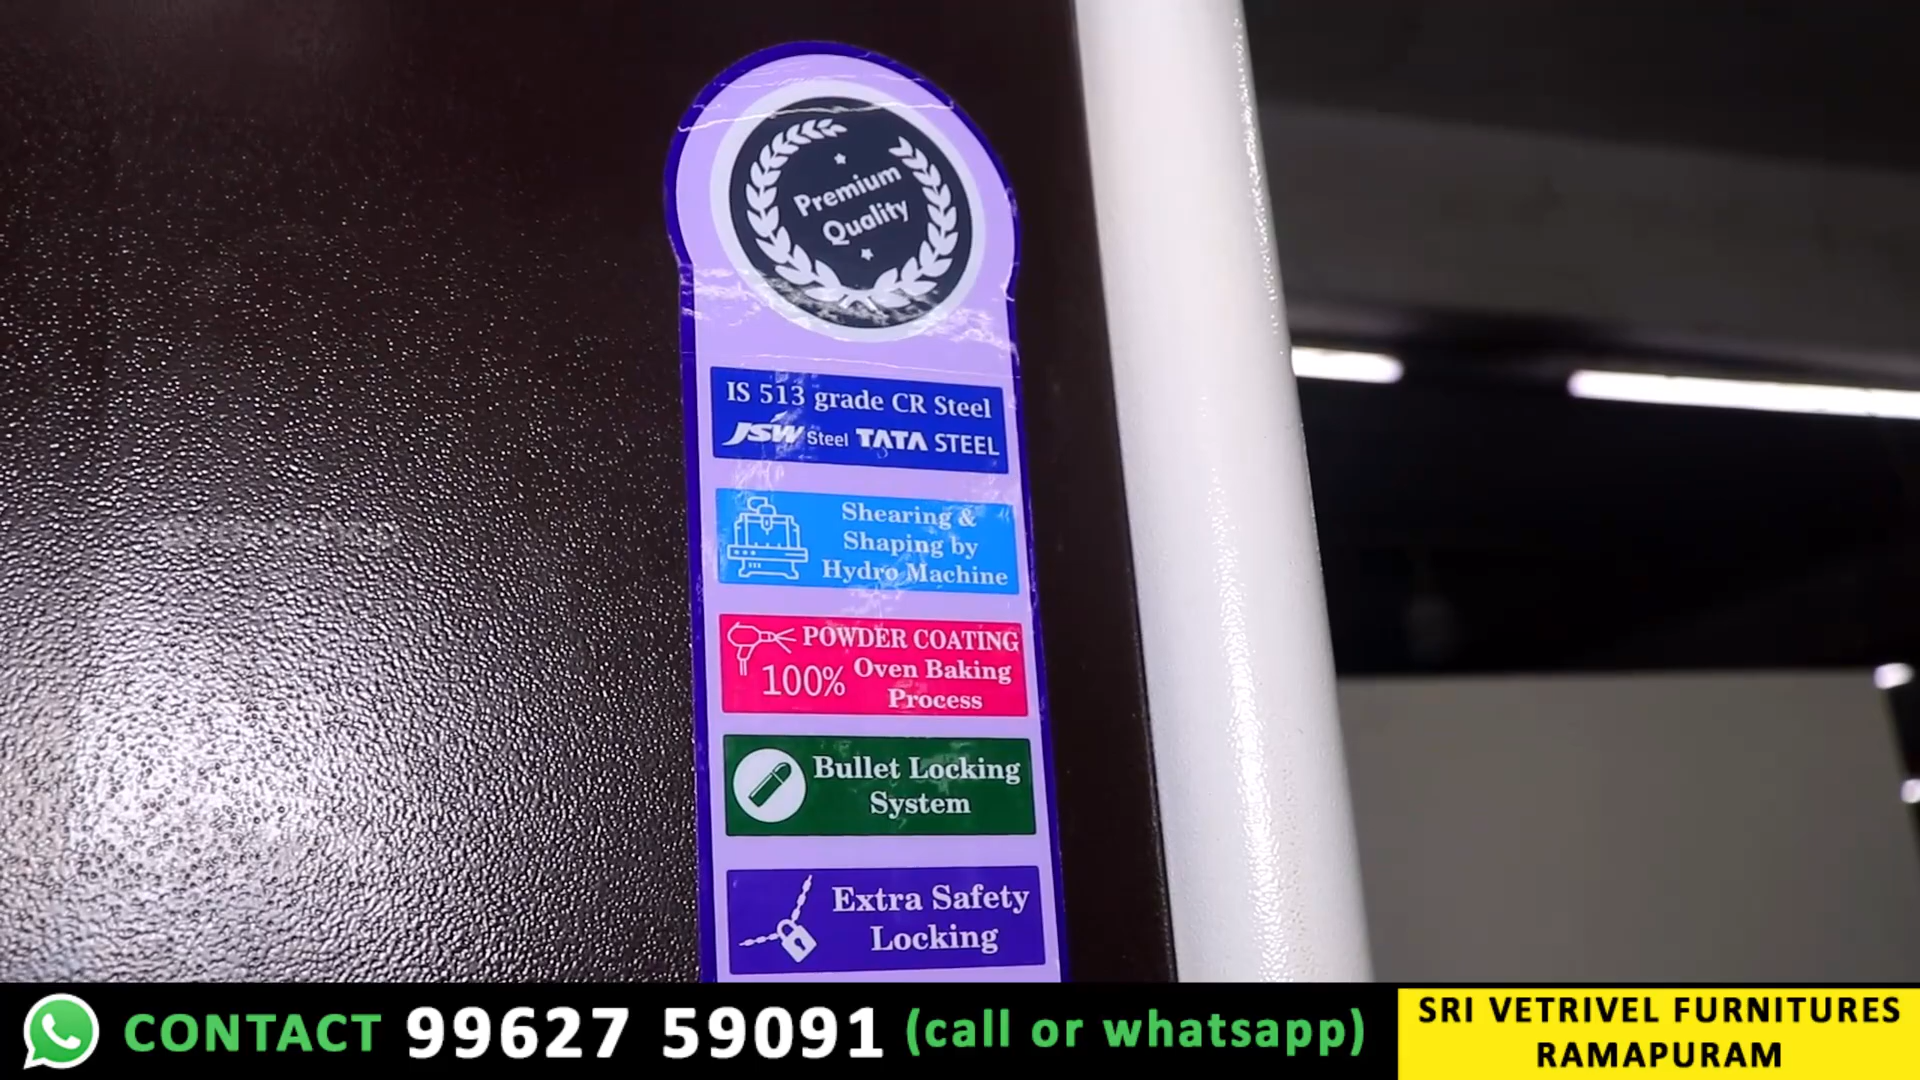 Premium
Quality
IS 513 grade CR Steel
JSW Steel TATA STEEL
Shearing &
Shaping by
Hydro Machine
POWDER COATING
100% Oven Baking
Process
Bullet Locking
System
Extra Safety
Locking
CONTACT 99627 59091 (call or whatsapp)
SRI VETRIVEL FURNITURES
RAMAPURAM